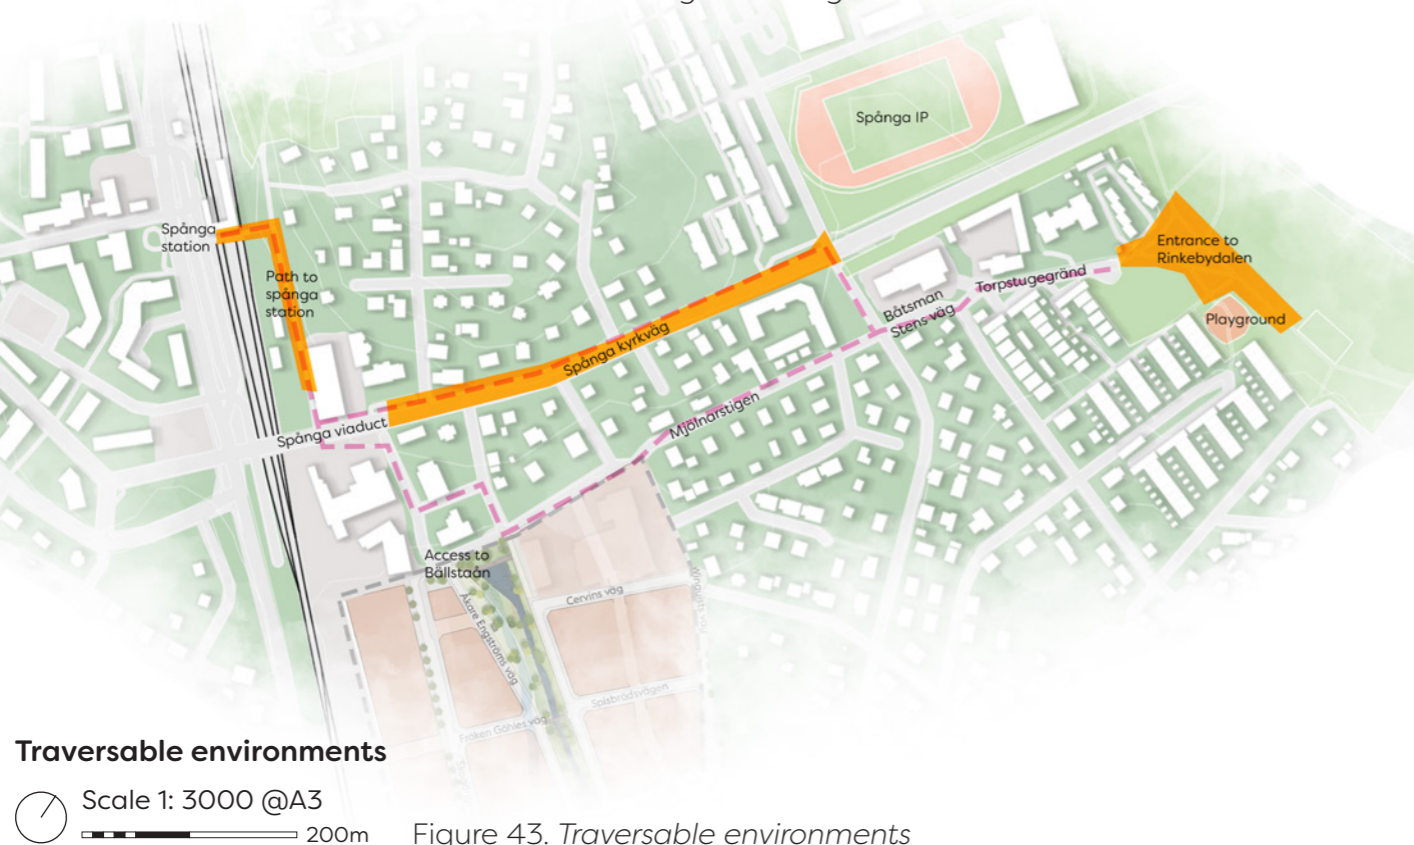 Spånga IP
Spånga
station
Entrance to
Rinkebydalen
Path to
spånga
station
Torpstugegränd
Båtsman
Stens väg
Playground
Spånga kyrkväg
Mjölnarstigen
Spånga viaduct
Access to
Bällstaån
Cervins väg
Åkare Engströms väg
Spisbrödsvägen
Fröken Göhles väg
Traversable environments
Scale 1: 3000 @A3
200m
Figure 43. Traversable environments